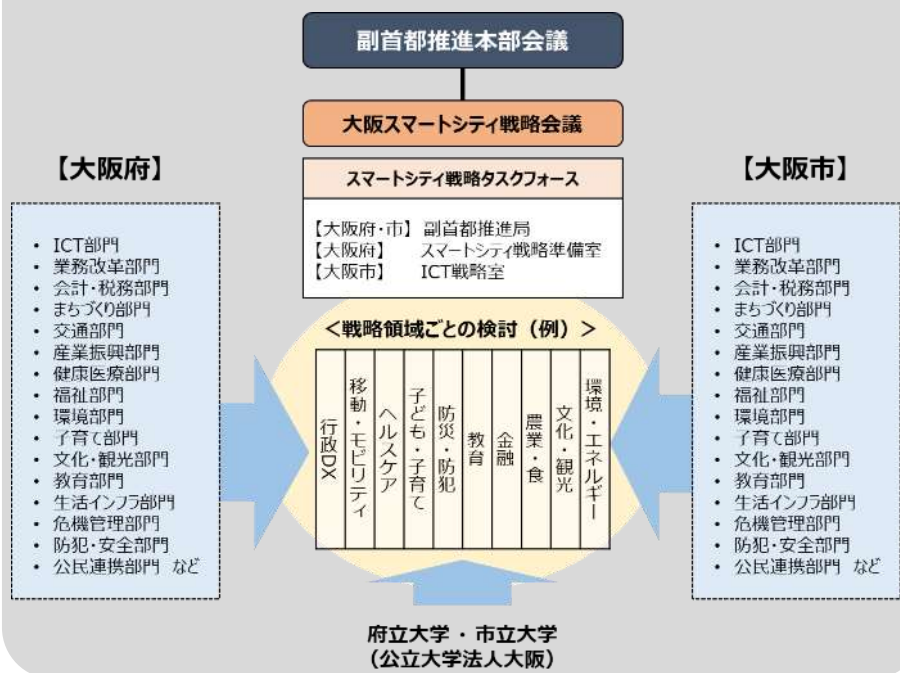 副首都推進本部会議
大阪スマートシティ戦略会議
【大阪府】
• ICT部門
• 業務改革部門
• 会計・税務部門
• まちづくり部門
• 交通部門
• 産業振興部門
• 健康医療部門
• 福祉部門
• 環境部門
• 子育て部門
• 文化・観光部門
• 教育部門
• 生活インフラ部門
• 危機管理部門
• 防犯・安全部門
• 公民連携部門 など
スマートシティ戦略タスクフォース
【大阪府・市】 副首都推進局
【大阪府】 スマートシティ戦略準備室
【大阪市】 ICT戦略室
＜戦略領域ごとの検討（例）＞
行政DX
移動・モビリティ
ヘルスケア
子ども・子育て
防災・防犯
教育
金融
農業・食
文化・観光
環境・エネルギー
【大阪市】
• ICT部門
• 業務改革部門
• 会計・税務部門
• まちづくり部門
• 交通部門
• 産業振興部門
• 健康医療部門
• 福祉部門
• 環境部門
• 子育て部門
• 文化・観光部門
• 教育部門
• 生活インフラ部門
• 危機管理部門
• 防犯・安全部門
• 公民連携部門 など
府立大学・市立大学
（公立大学法人大阪）